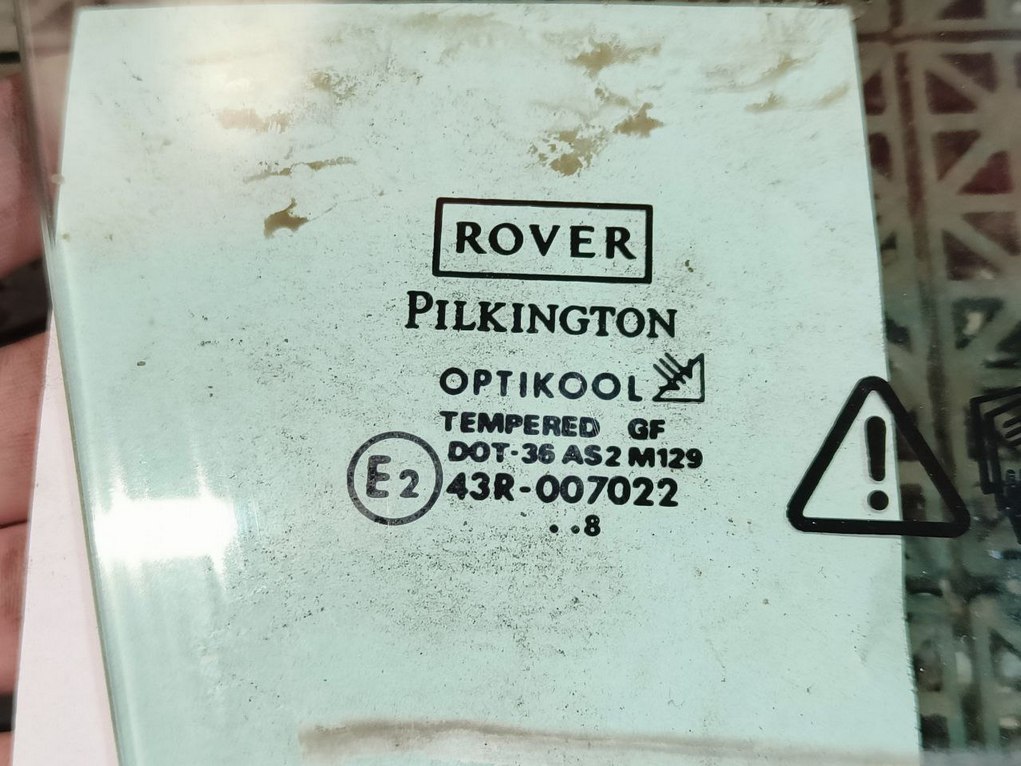 ROVER
PILKINGTON
OPTIKOOL
TEMPERED GF
DOT-36 AS2 M129
E2 43R-007022
..8